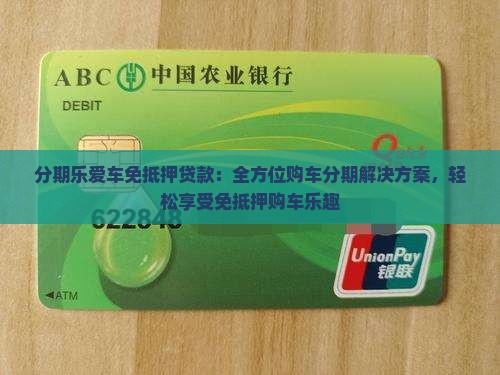 ABC 中国农业银行
DEBIT
分期乐爱车免抵押贷款：全方位购车分期解决方案，轻
松享受免抵押购车乐趣
622848
UnionPay
银联
◀ATM